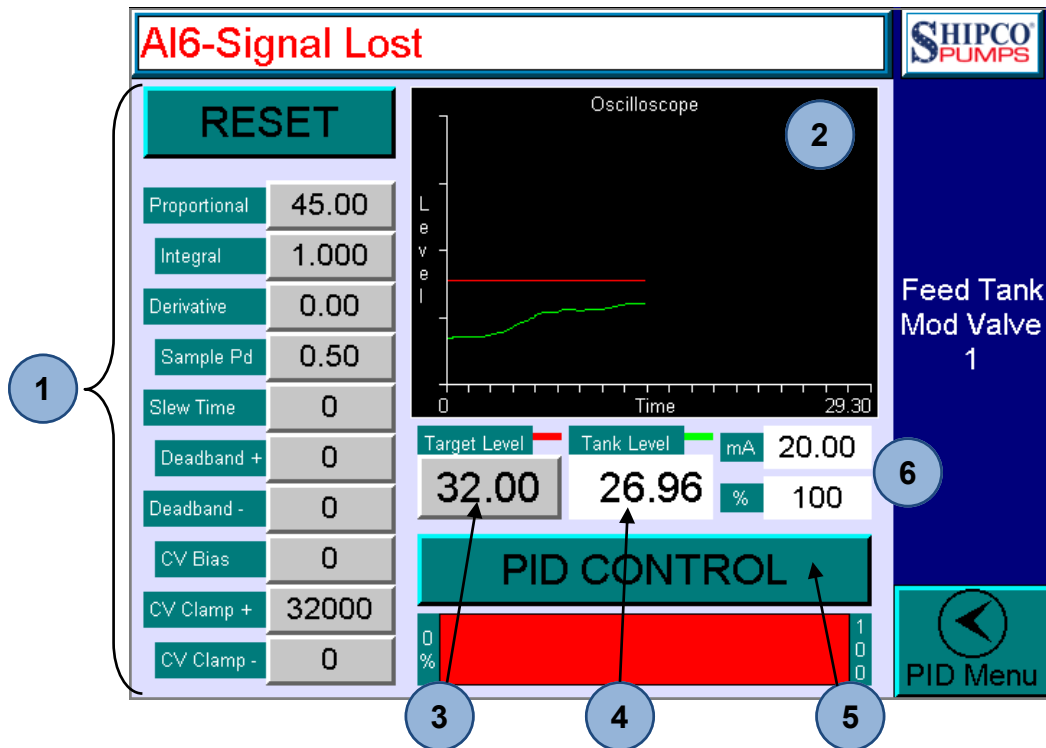 AI6-Signal Lost
SHIPCO
PUMPS
RESET
Proportional 45.00
Integral 1.000
Derivative 0.00
Sample Pd 0.50
Slew Time 0
Deadband + 0
Deadband - 0
CV Bias 0
CV Clamp + 32000
CV Clamp - 0
1
Oscilloscope
2
Level
0 Time 29.30
Target Level
32.00
Tank Level
26.96
mA 20.00
% 100
6
PID CONTROL
0% 100
3 4 5
Feed Tank
Mod Valve
1
PID Menu